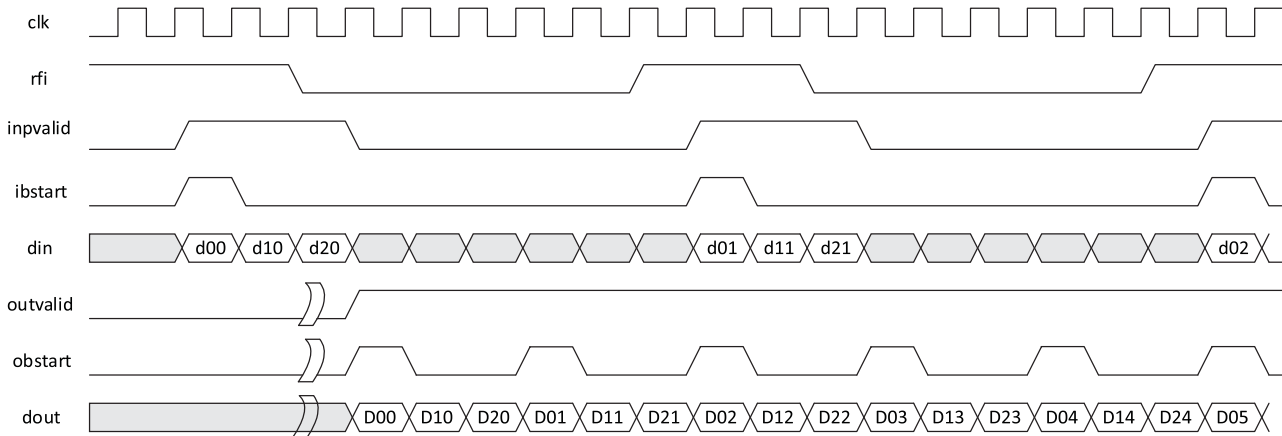 clk
rfi
inpvalid
ibstart
din d00 d10 d20 d01 d11 d21 d02
outvalid
obstart
dout D00 D10 D20 D01 D11 D21 D02 D12 D22 D03 D13 D23 D04 D14 D24 D05